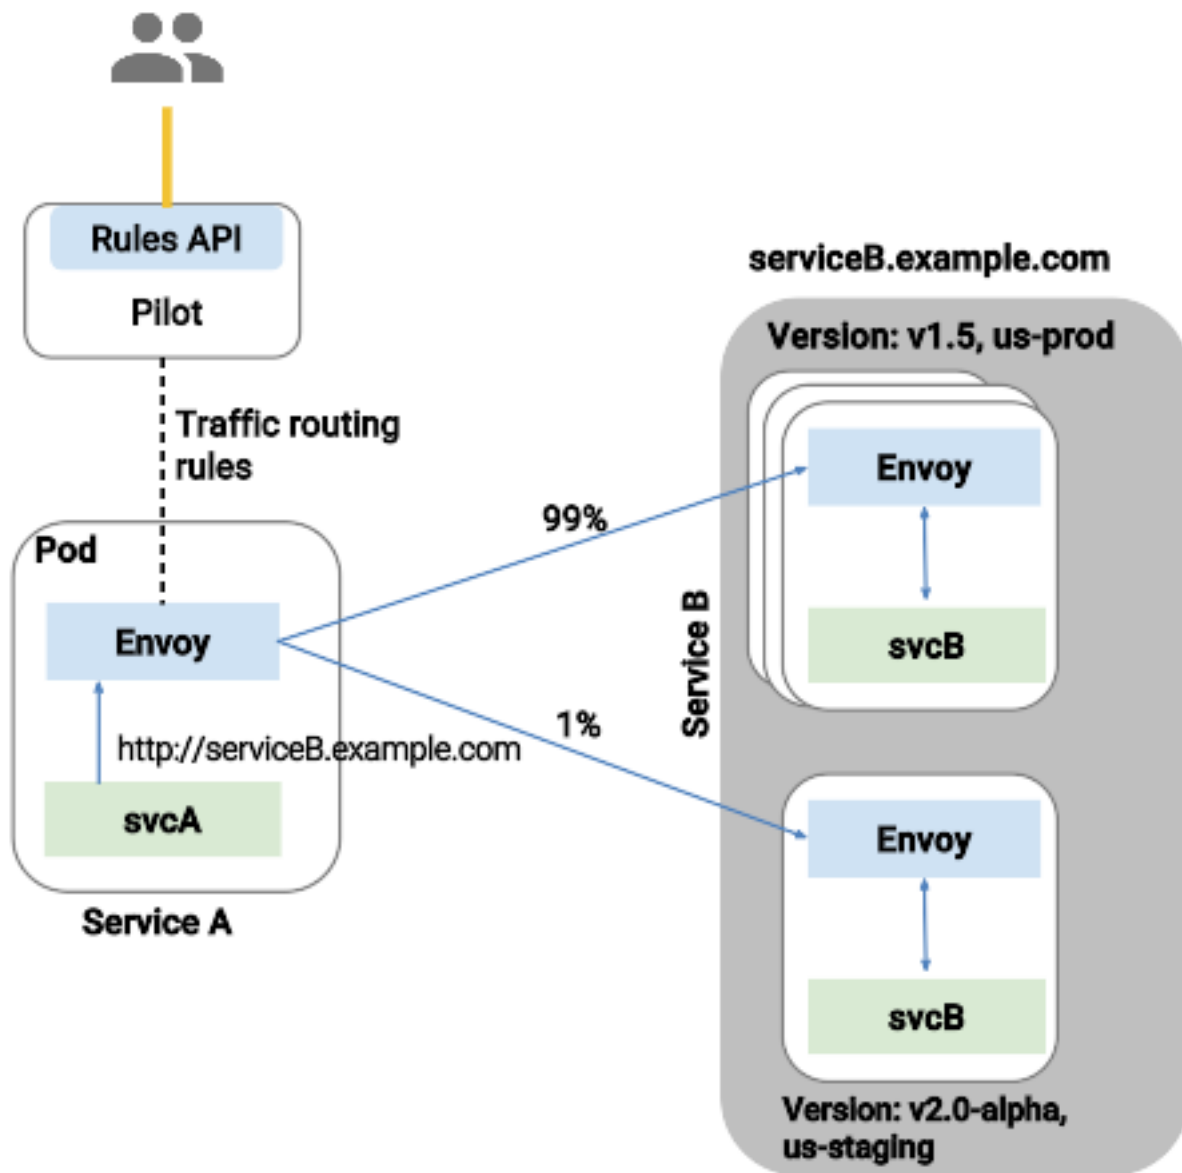 Rules API
Pilot
Traffic routing
rules
Pod
Envoy
http://serviceB.example.com
svcA
Service A
99%
1%
serviceB.example.com
Version: v1.5, us-prod
Envoy
svcB
Service B
Envoy
svcB
Version: v2.0-alpha,
us-staging